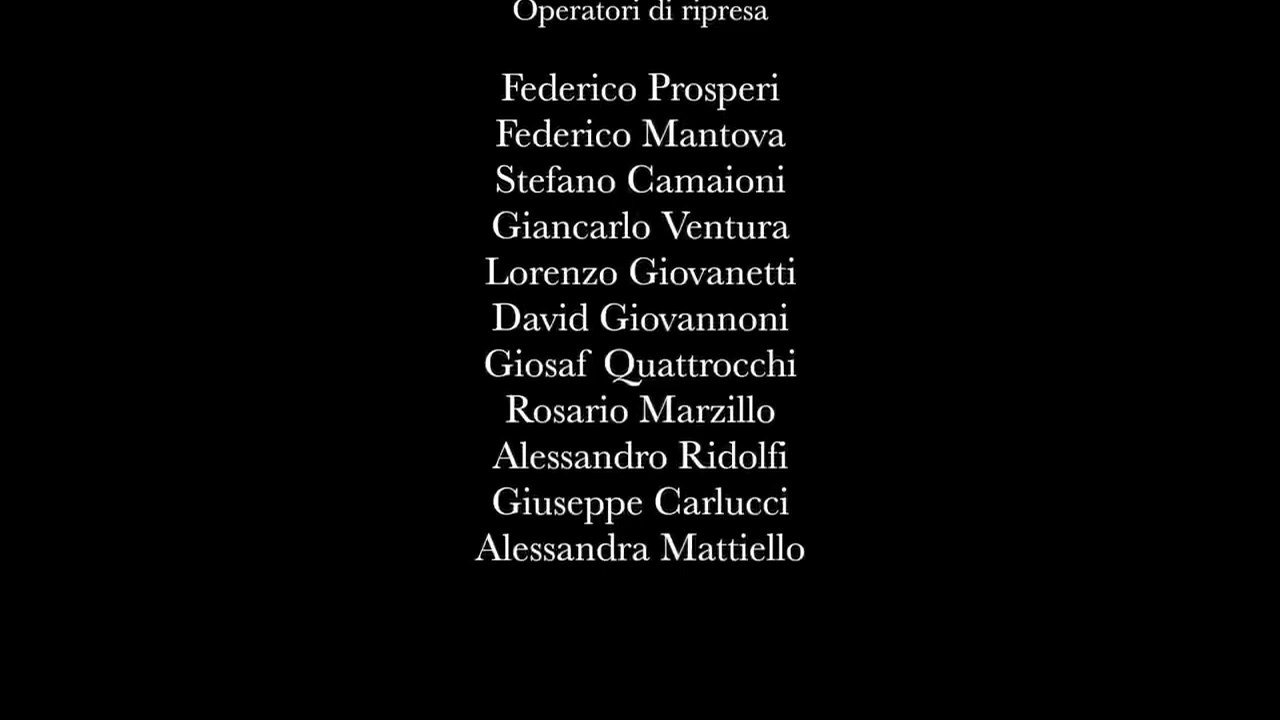 Operatori di ripresa
Federico Prosperi
Federico Mantova
Stefano Camaioni
Giancarlo Ventura
Lorenzo Giovanetti
David Giovannoni
Giosaf Quattrocchi
Rosario Marzillo
Alessandro Ridolfi
Giuseppe Carlucci
Alessandra Mattiello